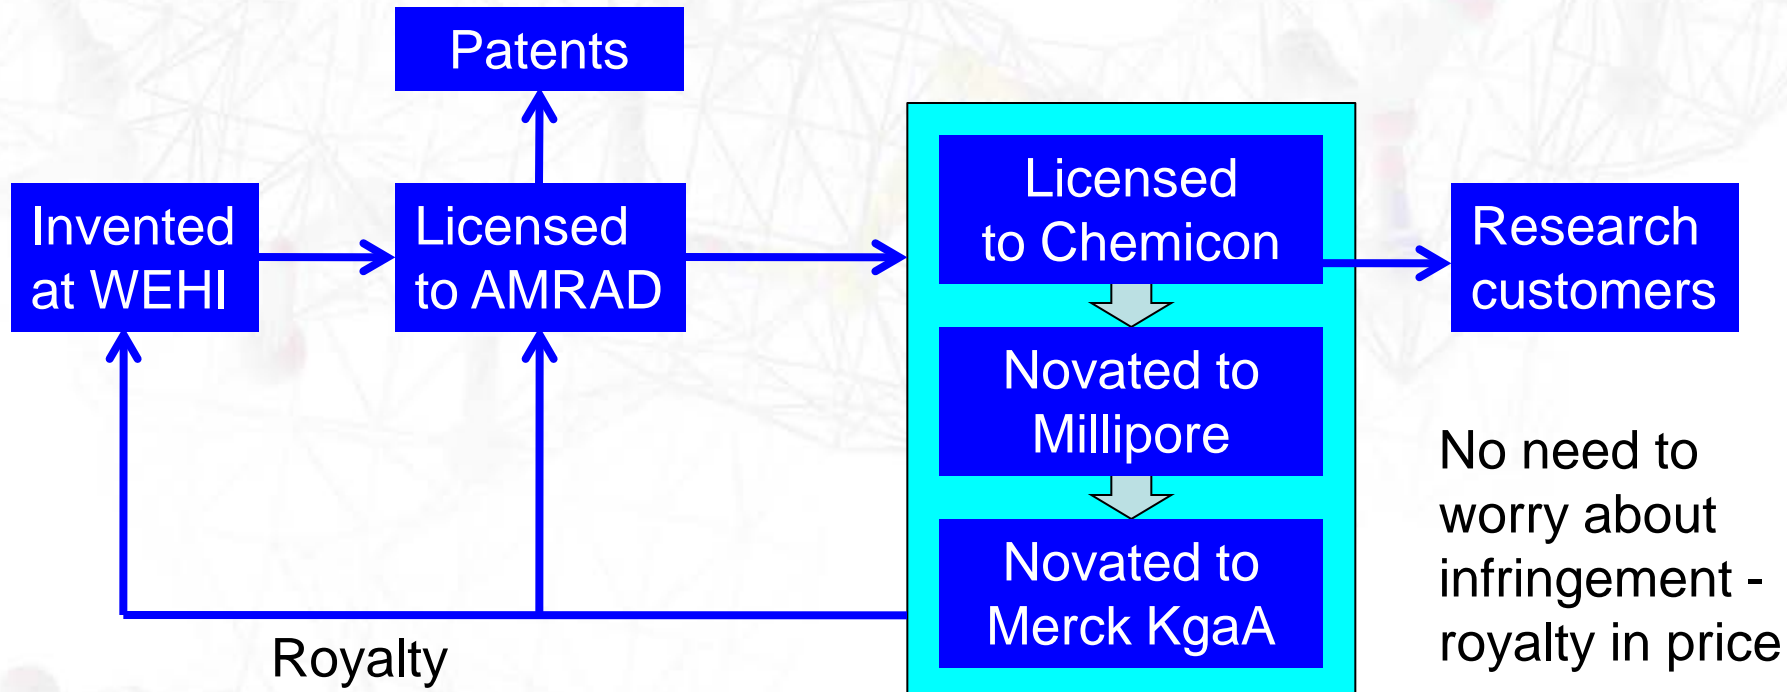 Patents
Invented
at WEHI
Licensed
to AMRAD
Licensed
to Chemicon
Novated to
Millipore
Novated to
Merck KgaA
Research
customers
No need to
worry about
infringement -
royalty in price
Royalty